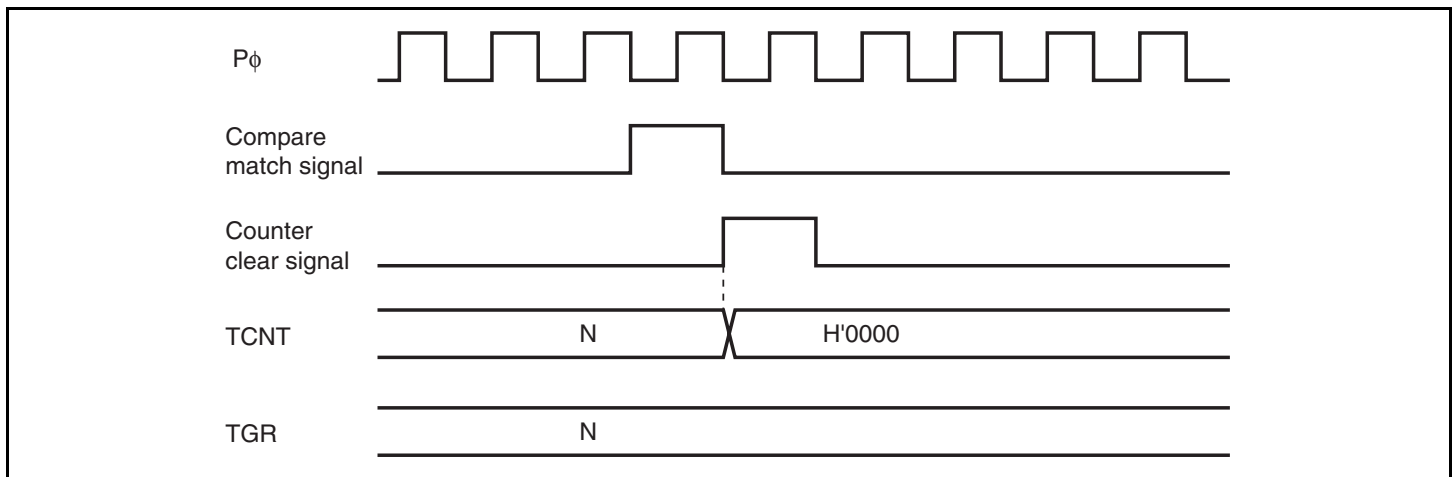 Pφ
Compare
match signal
Counter
clear signal
TCNT
N
H'0000
TGR
N